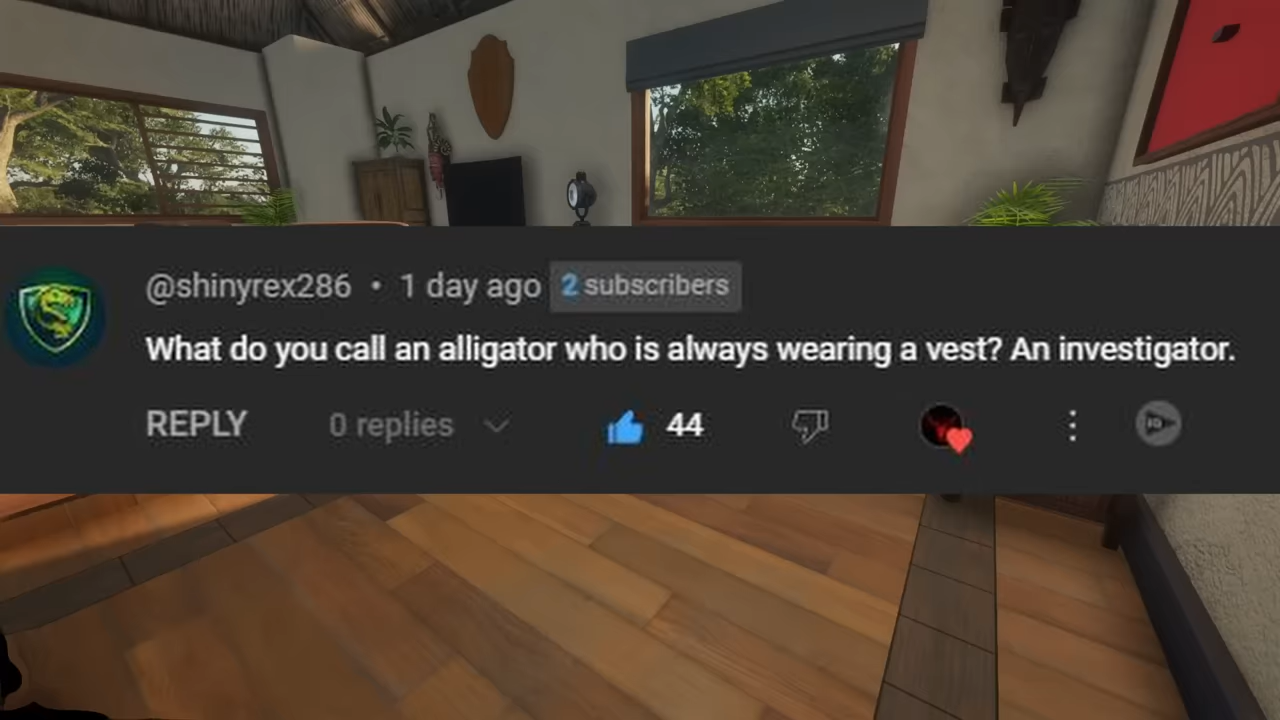 @shinyrex286 • 1 day ago 2 subscribers
What do you call an alligator who is always wearing a vest? An investigator.
REPLY 0 replies 44